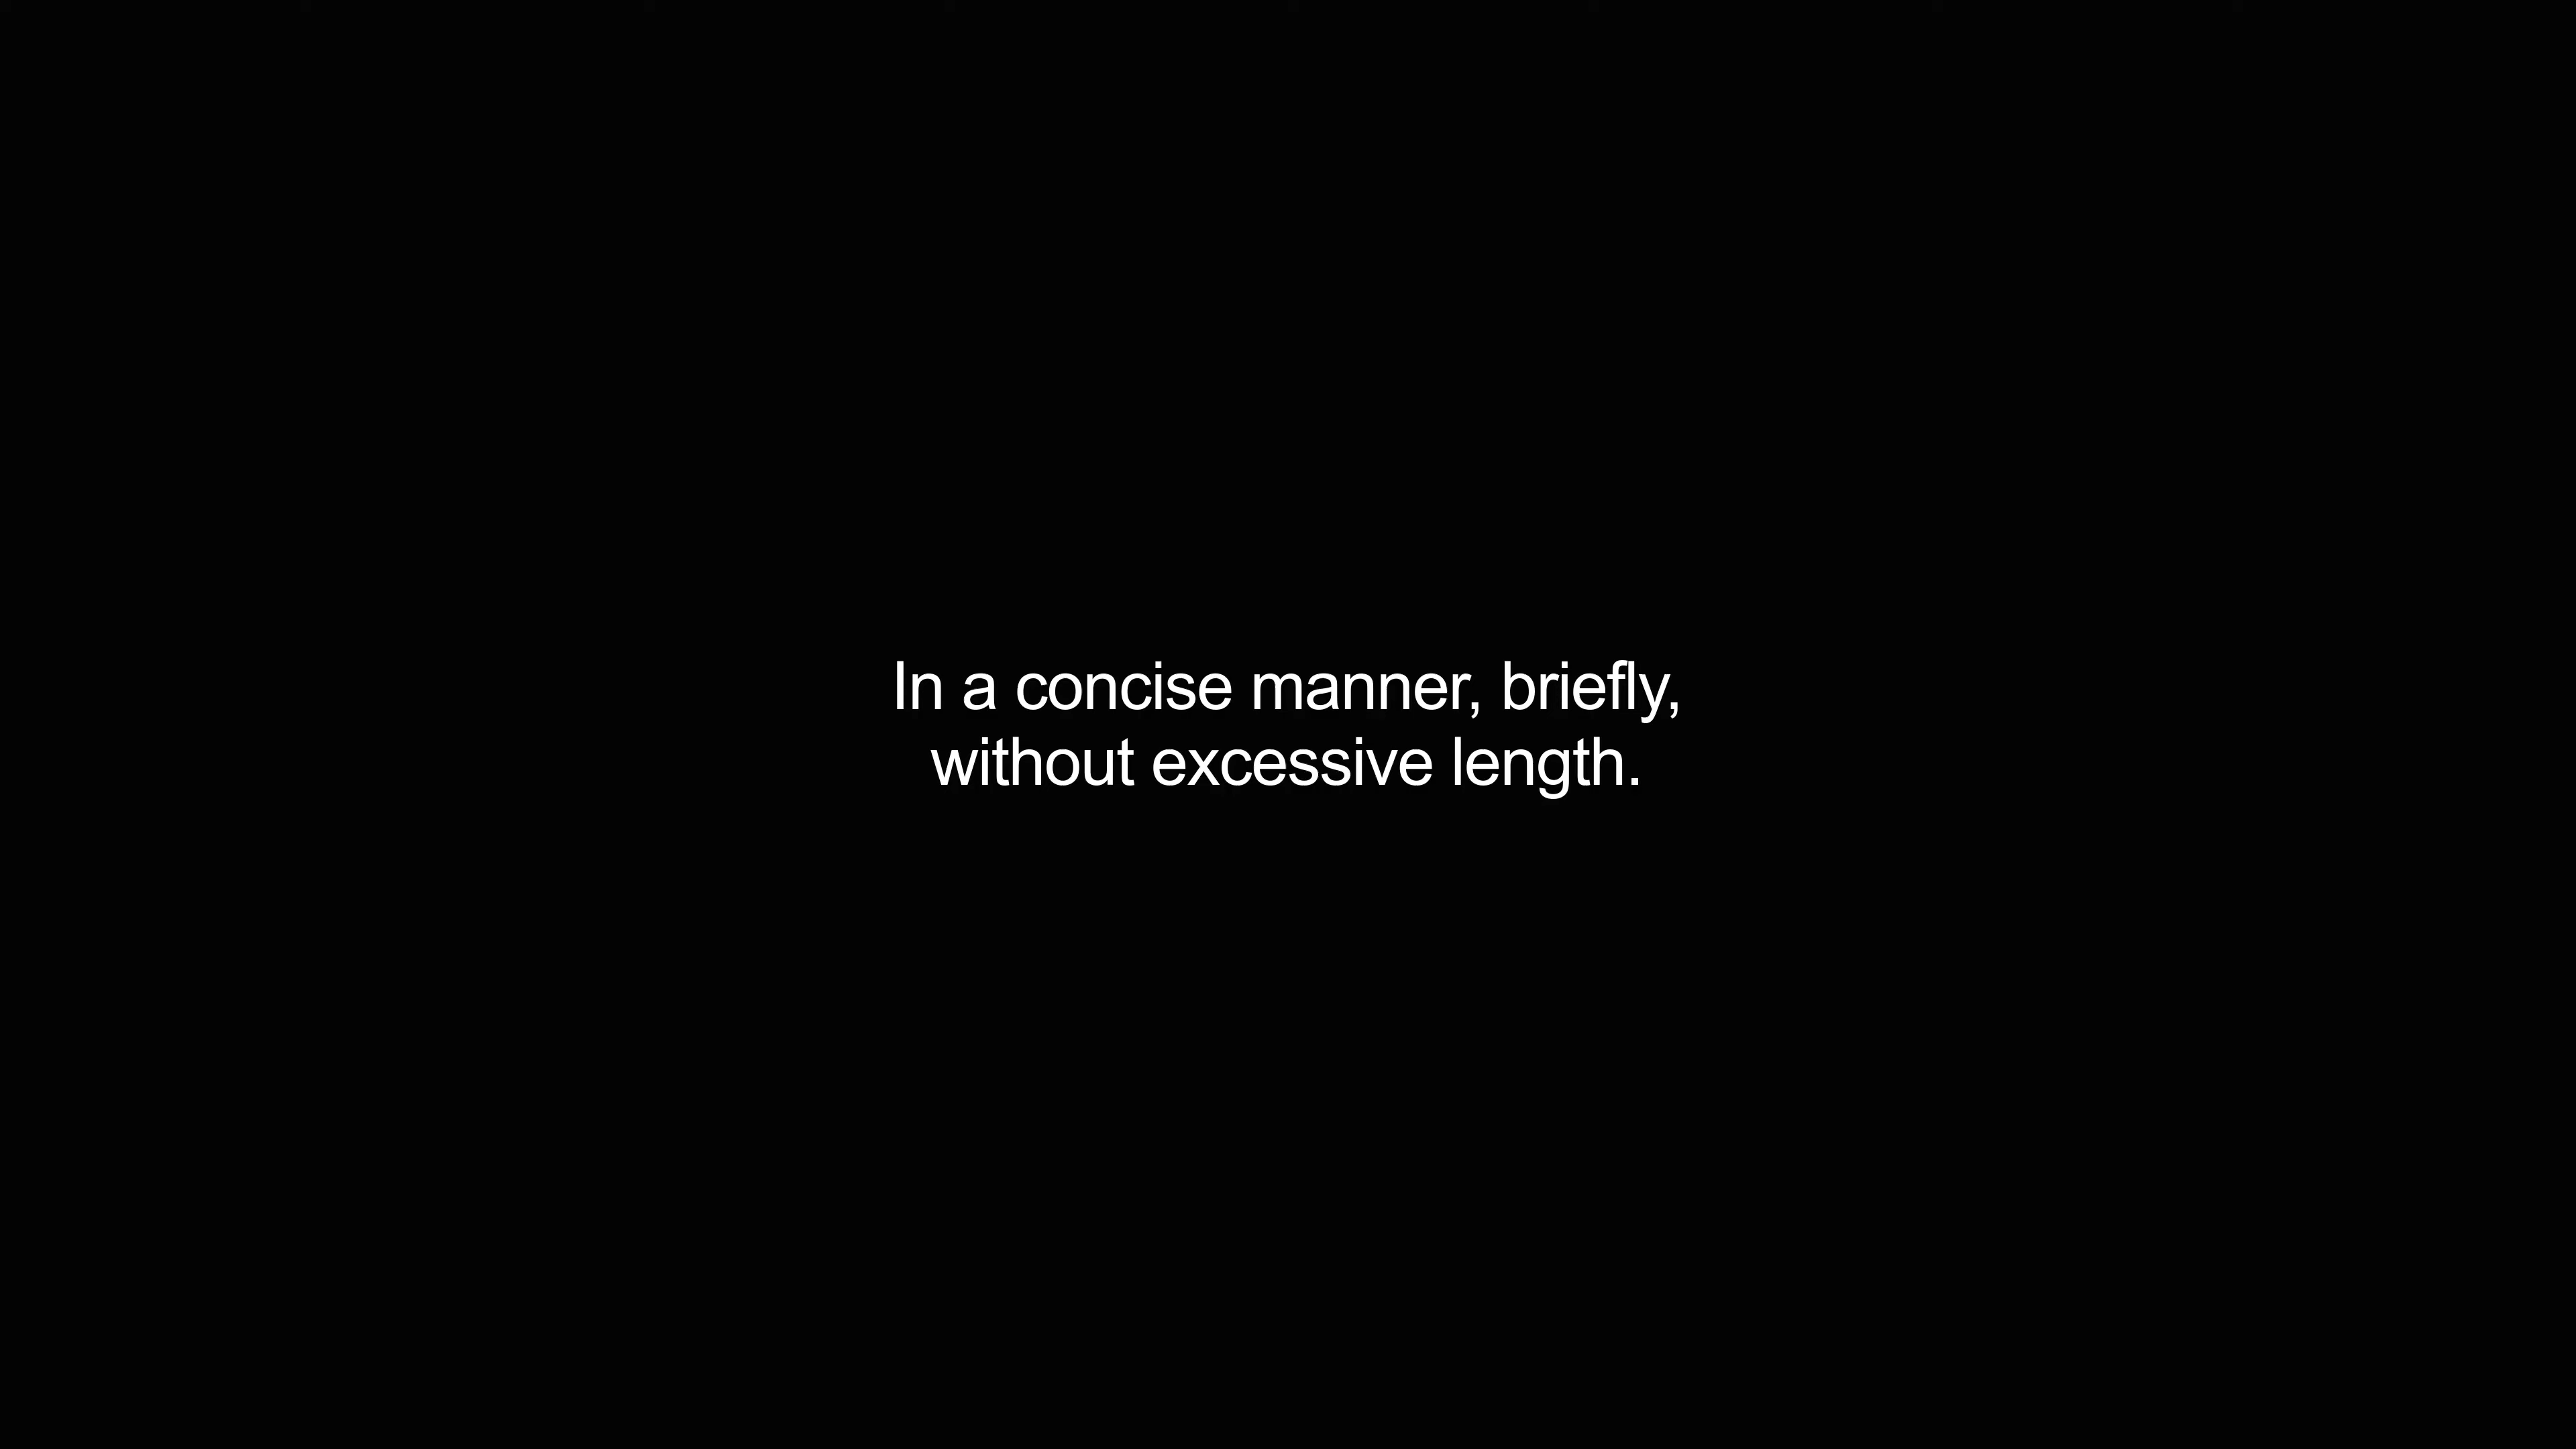 In a concise manner, briefly,
without excessive length.